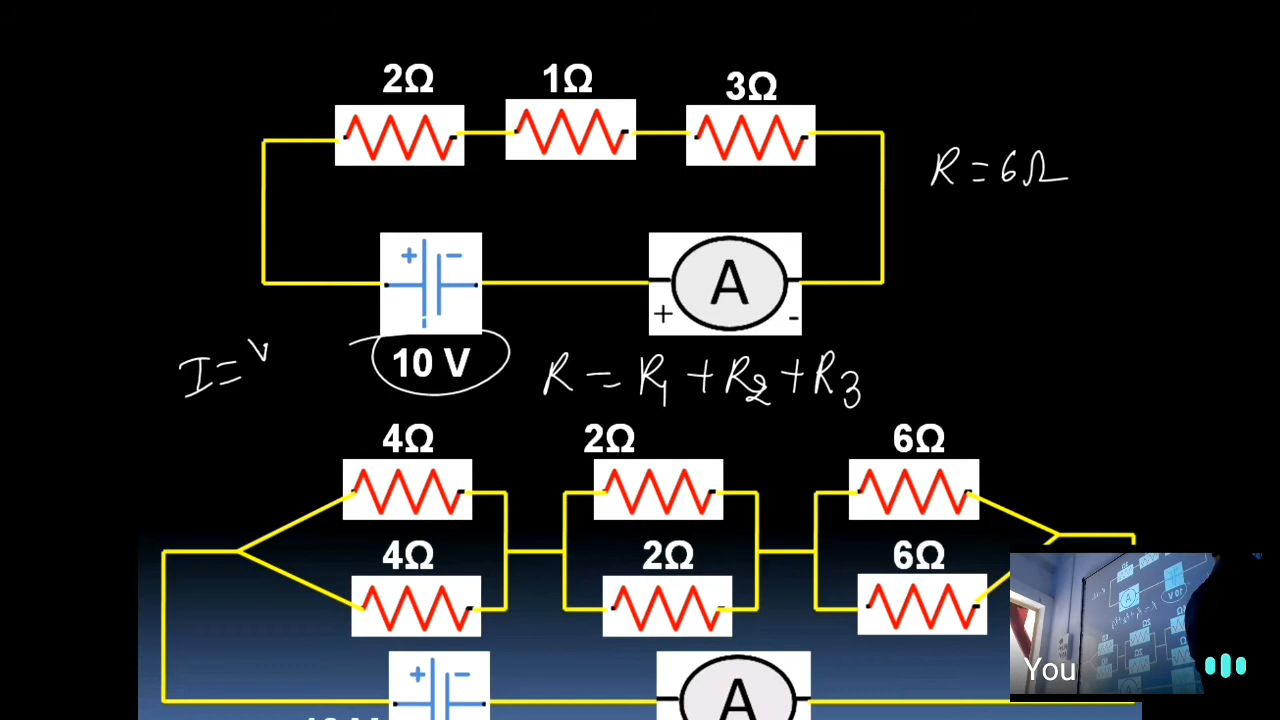 2Ω 1Ω 3Ω
R = 6Ω
+ −
A
+ -
10 V
I = V
R = R1 + R2 + R3
4Ω 2Ω 6Ω
4Ω 2Ω 6Ω
+ −
A
You